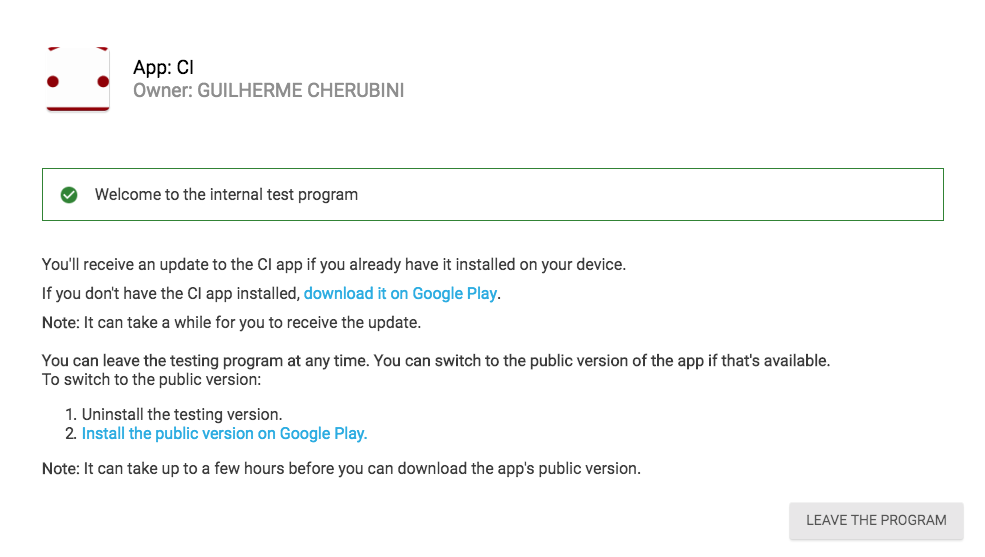 App: CI
Owner: GUILHERME CHERUBINI
Welcome to the internal test program
You'll receive an update to the CI app if you already have it installed on your device.
If you don't have the CI app installed, download it on Google Play.
Note: It can take a while for you to receive the update.
You can leave the testing program at any time. You can switch to the public version of the app if that's available.
To switch to the public version:
1. Uninstall the testing version.
2. Install the public version on Google Play.
Note: It can take up to a few hours before you can download the app's public version.
LEAVE THE PROGRAM